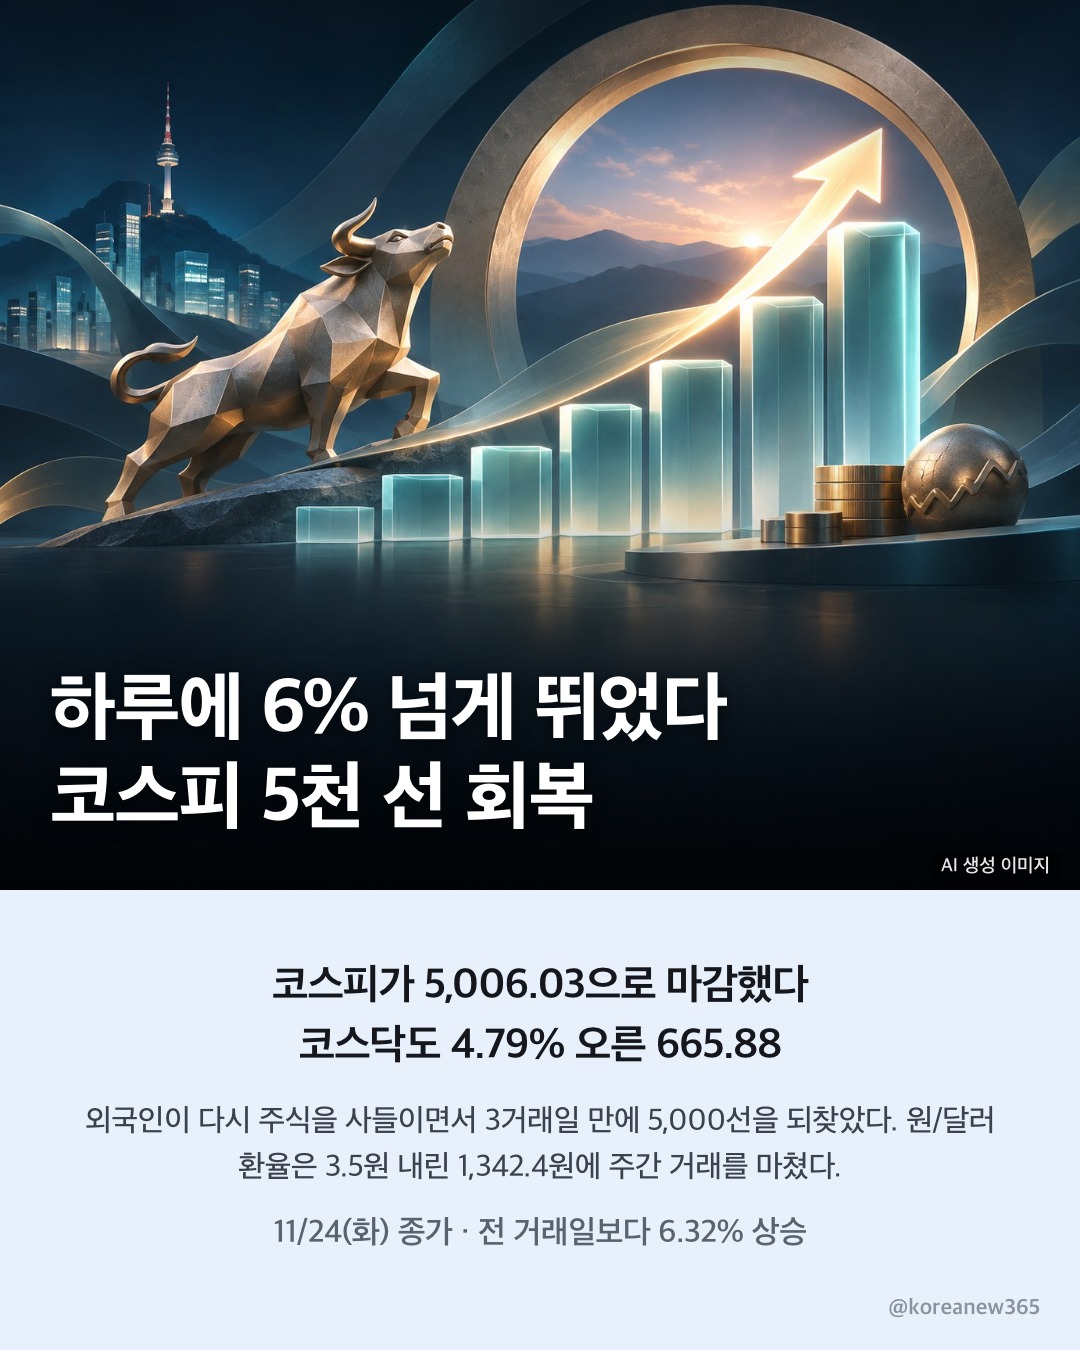 하루에 6% 넘게 뛰었다
코스피 5천 선 회복
AI 생성 이미지
코스피가 5,006.03으로 마감했다
코스닥도 4.79% 오른 665.88
외국인이 다시 주식을 사들이면서 3거래일 만에 5,000선을 되찾았다. 원/달러
환율은 3.5원 내린 1,342.4원에 주간 거래를 마쳤다.
11/24(화) 종가 · 전 거래일보다 6.32% 상승
@koreanew365